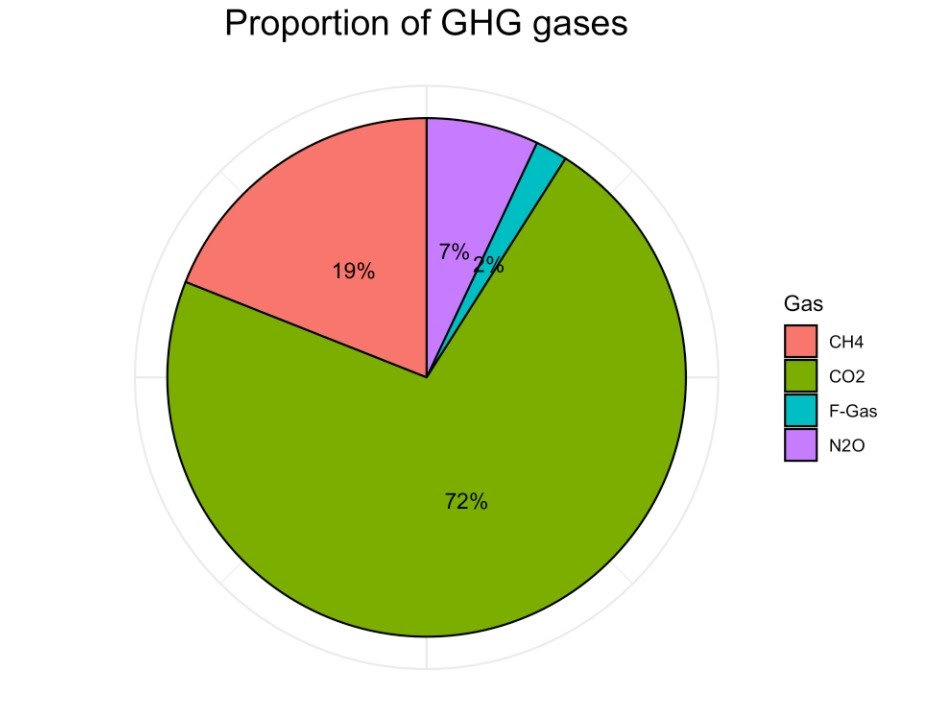 Proportion of GHG gases
7%
2%
19%
72%
Gas
CH4
CO2
F-Gas
N2O